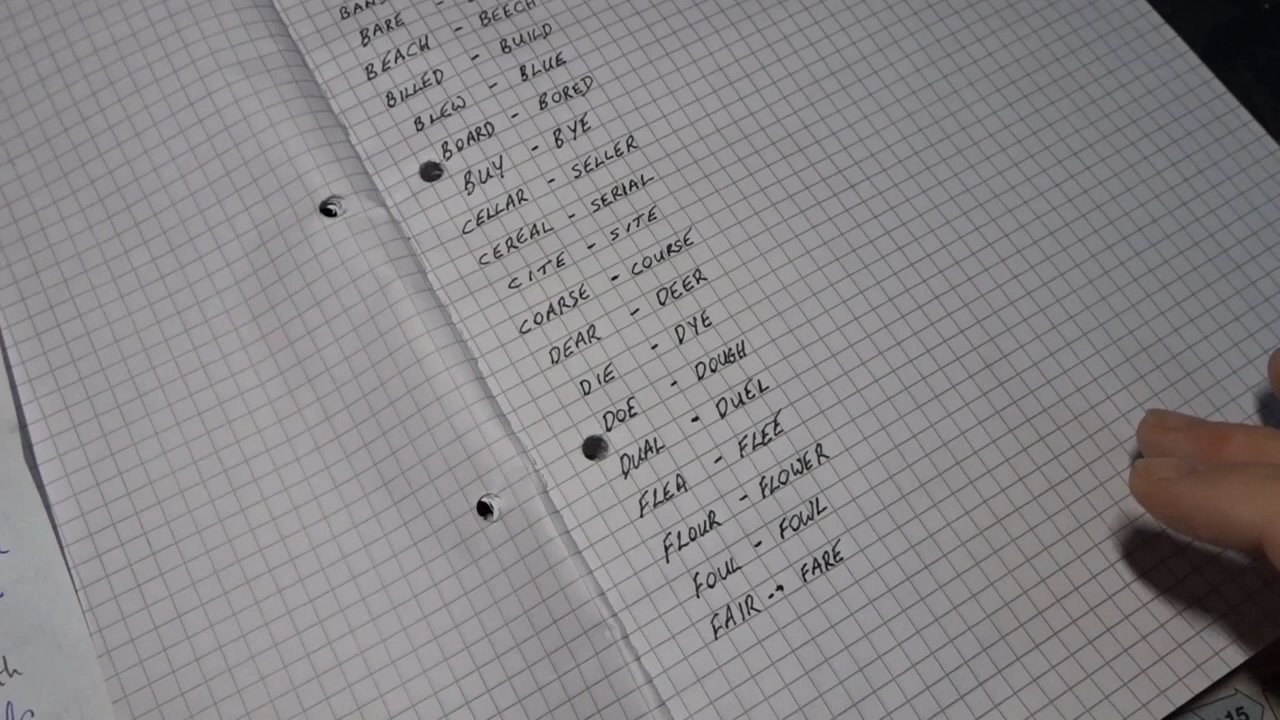 BARE -
BEACH - BEECH
BILLED - BUILD
BLEW - BLUE
BOARD - BORED
BUY - BYE
CELLAR - SELLER
CEREAL - SERIAL
CITE - SITE
COARSE - COURSE
DEAR - DEER
DIE - DYE
DOE - DOUGH
DUAL - DUEL
FLEA - FLEE
FLOUR - FLOWER
FOUL - FOWL
FAIR - FARE
15